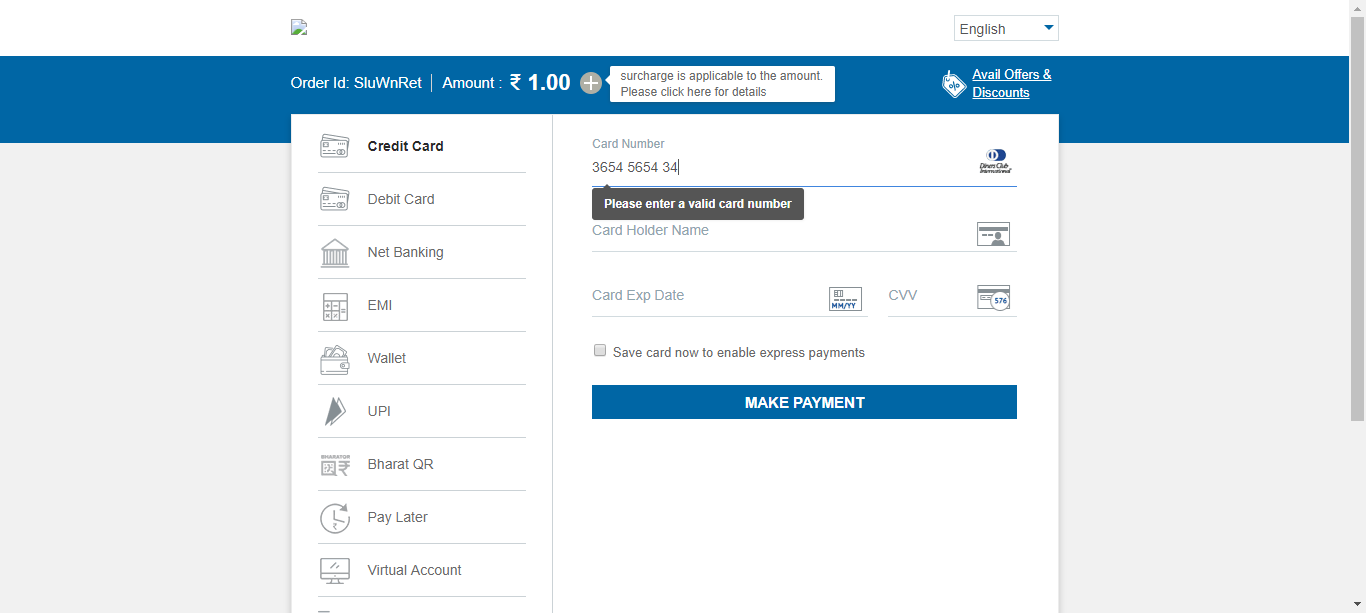 English
Order Id: SluWnRet
Amount : ₹ 1.00
surcharge is applicable to the amount.
Please click here for details
Avail Offers &
Discounts
Credit Card
Debit Card
Net Banking
EMI
Wallet
UPI
Bharat QR
Pay Later
Virtual Account
Card Number
3654 5654 34
Diners Club
International
Please enter a valid card number
Card Holder Name
Card Exp Date
MM/YY
CVV
576
Save card now to enable express payments
MAKE PAYMENT